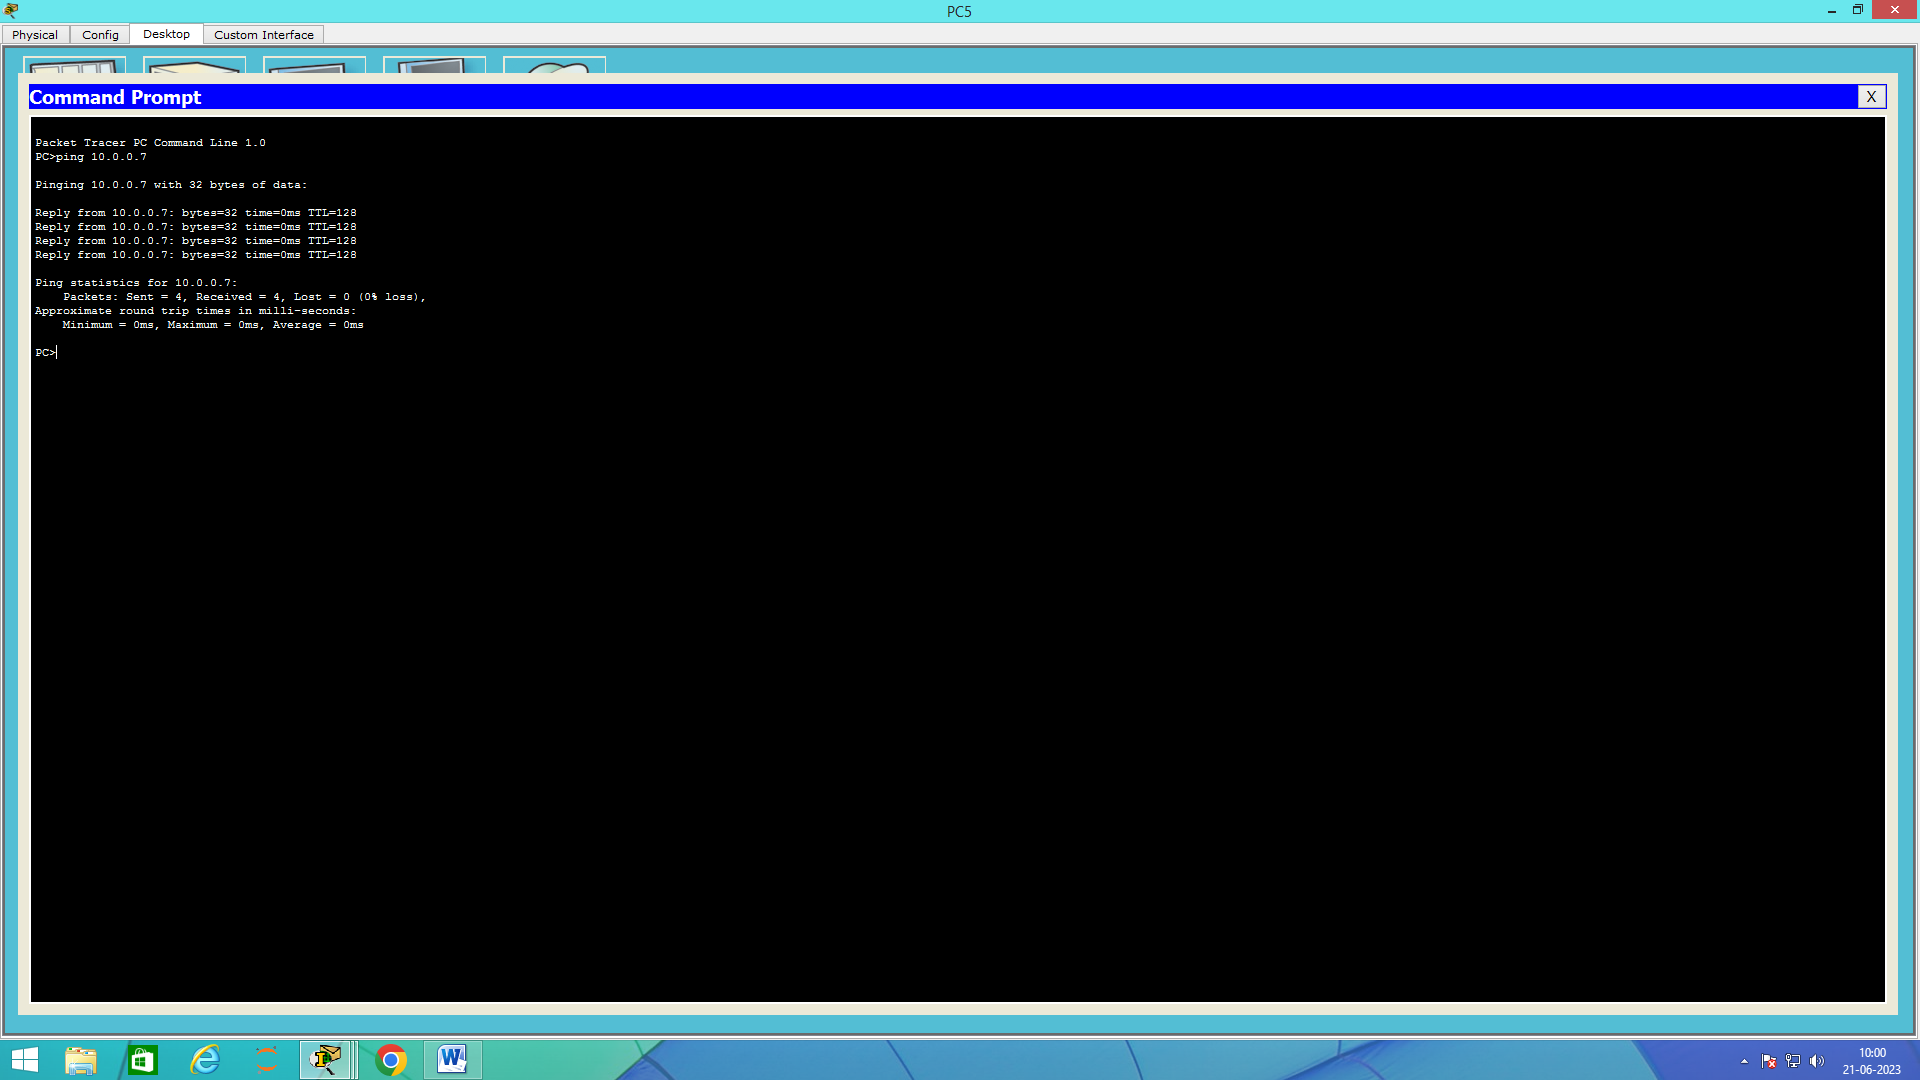 PC5
Physical
Config
Desktop
Custom Interface
Command Prompt
X
Packet Tracer PC Command Line 1.0
PC>ping 10.0.0.7
Pinging 10.0.0.7 with 32 bytes of data:
Reply from 10.0.0.7: bytes=32 time=0ms TTL=128
Reply from 10.0.0.7: bytes=32 time=0ms TTL=128
Reply from 10.0.0.7: bytes=32 time=0ms TTL=128
Reply from 10.0.0.7: bytes=32 time=0ms TTL=128
Ping statistics for 10.0.0.7:
Packets: Sent = 4, Received = 4, Lost = 0 (0% loss),
Approximate round trip times in milli-seconds:
Minimum = 0ms, Maximum = 0ms, Average = 0ms
PC>
10:00
21-06-2023